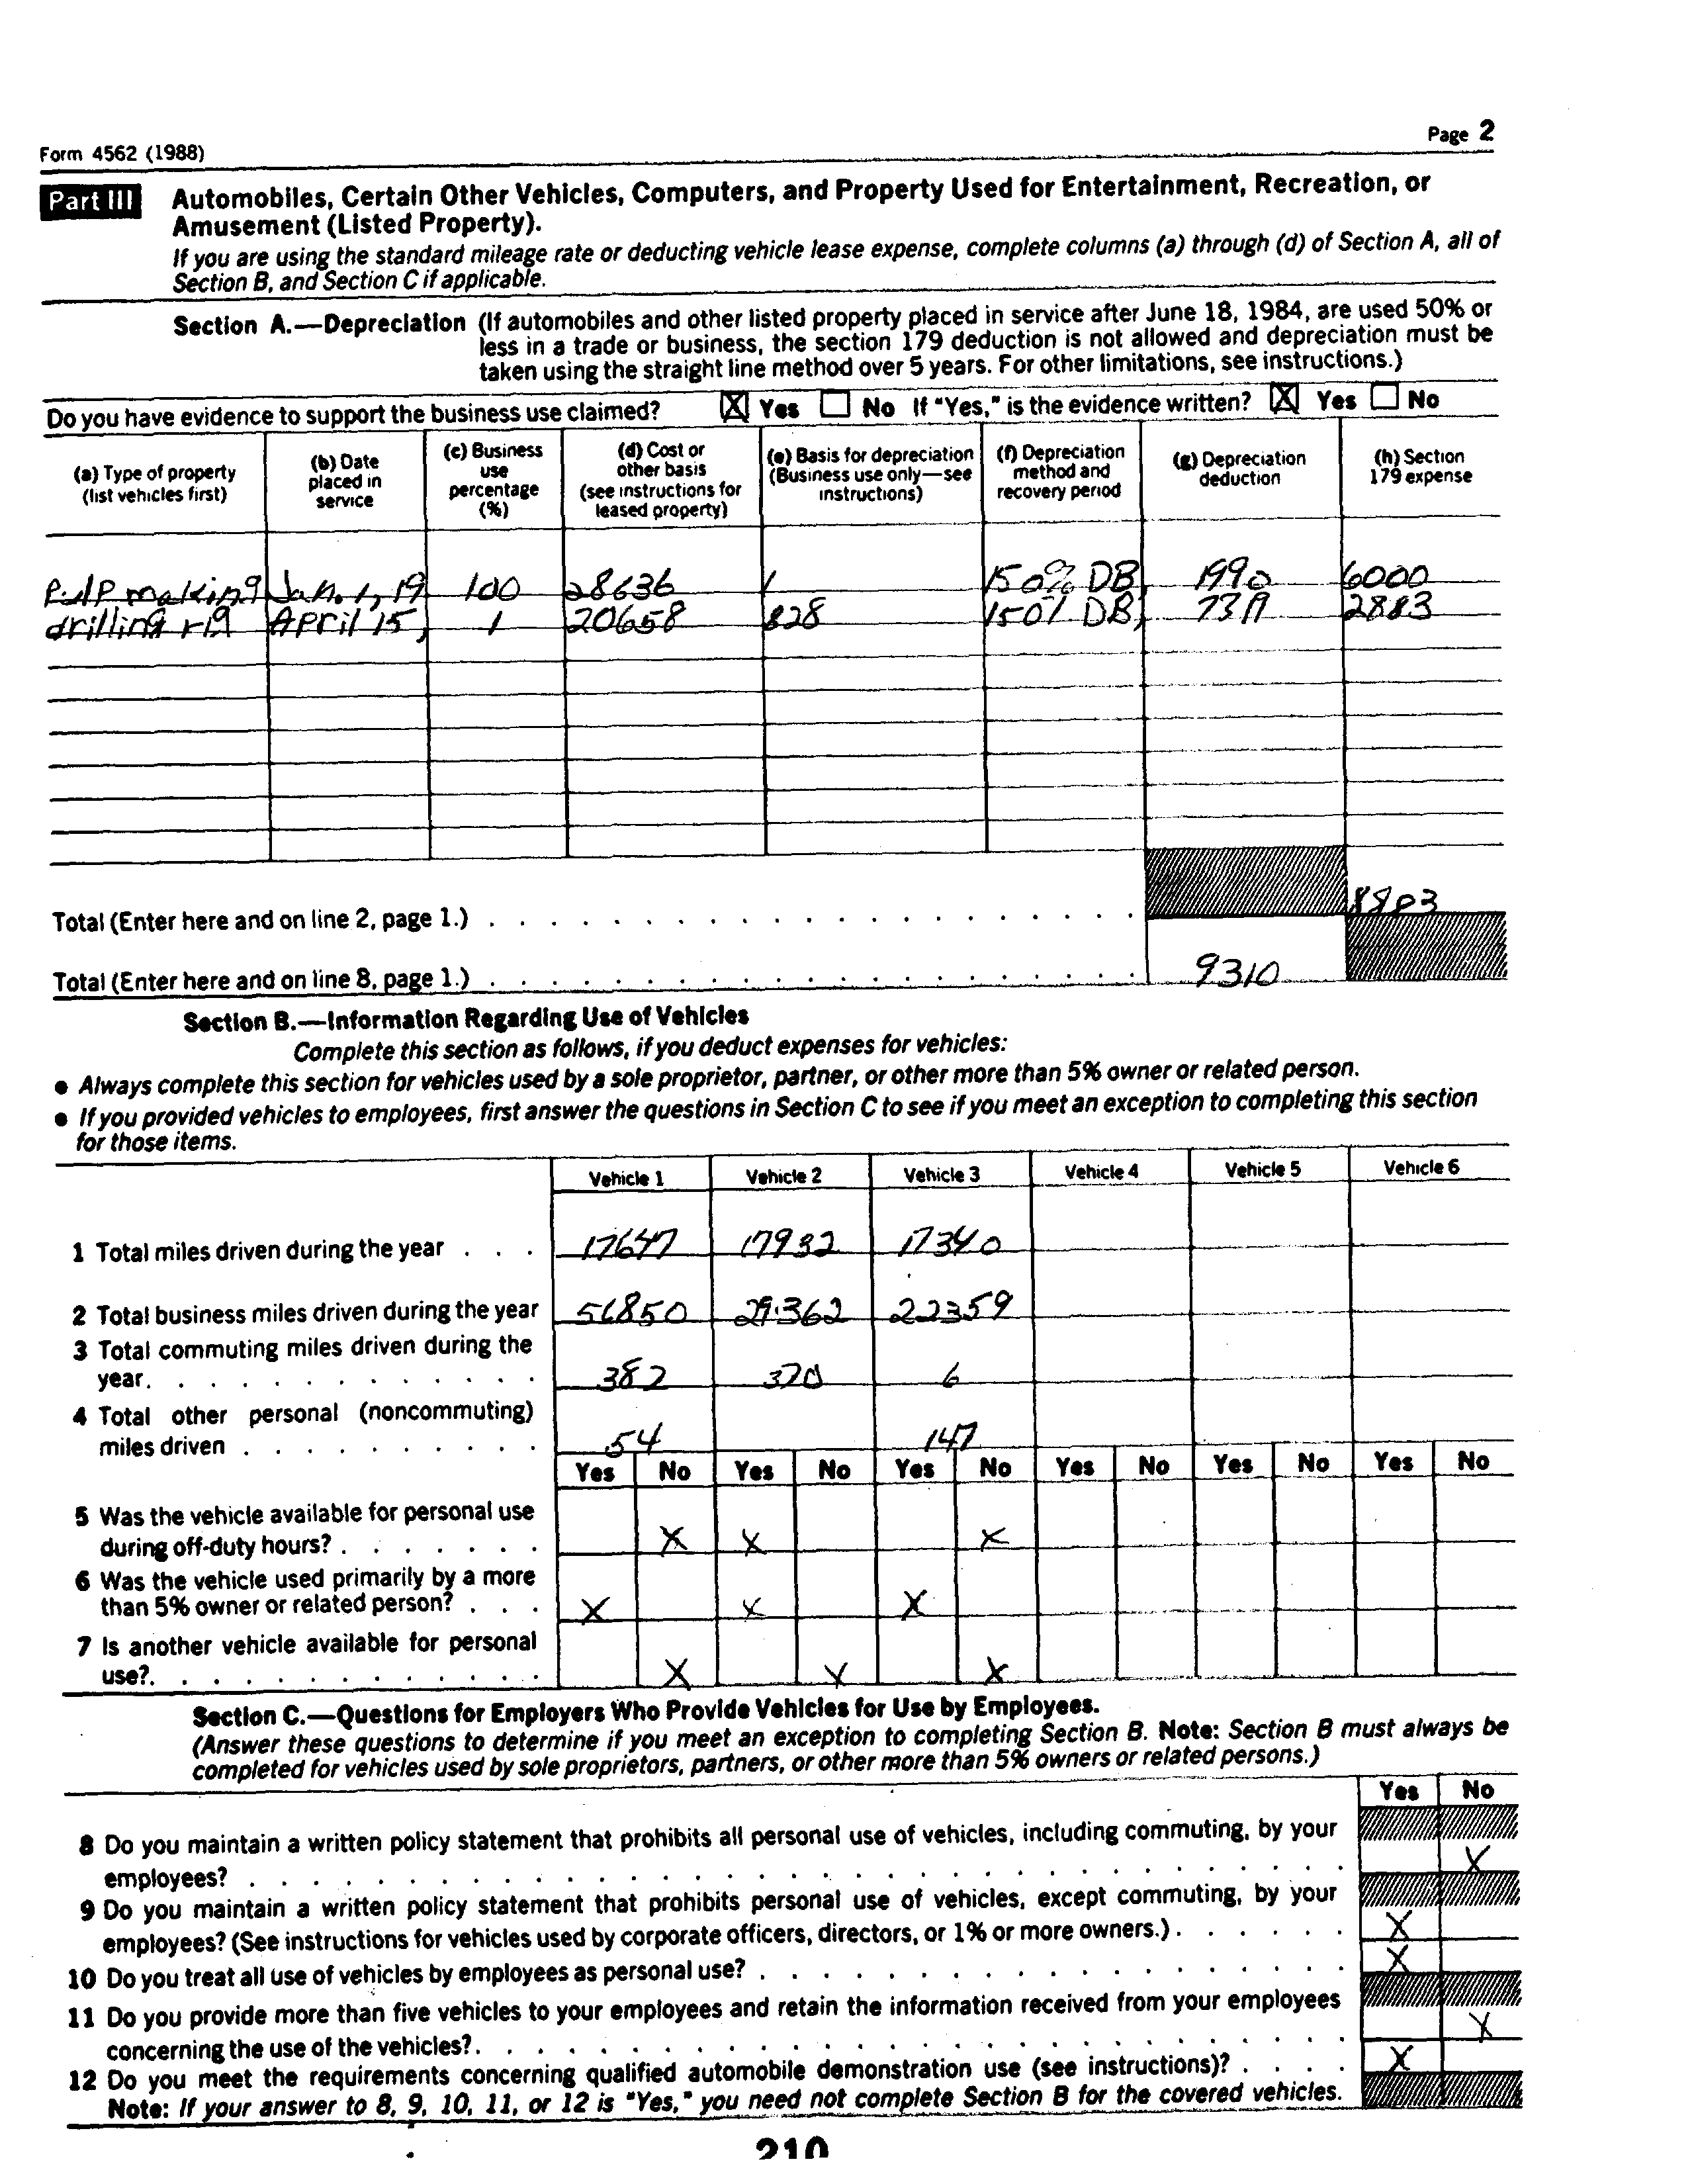 Form 4562 (1988)
Page 2
Part III Automobiles, Certain Other Vehicles, Computers, and Property Used for Entertainment, Recreation, or
Amusement (Listed Property).
If you are using the standard mileage rate or deducting vehicle lease expense, complete columns (a) through (d) of Section A, all of
Section B, and Section C if applicable.
Section A.—Depreciation (If automobiles and other listed property placed in service after June 18, 1984, are used 50% or
less in a trade or business, the section 179 deduction is not allowed and depreciation must be
taken using the straight line method over 5 years. For other limitations, see instructions.)
Do you have evidence to support the business use claimed? X Yes No If "Yes," is the evidence written? X Yes No
(a) Type of property
(list vehicles first)
(b) Date
placed in
service
(c) Business
use
percentage
(%)
(d) Cost or
other basis
(see instructions for
leased property)
(e) Basis for depreciation
(Business use only—see
instructions)
(f) Depreciation
method and
recovery period
(g) Depreciation
deduction
(h) Section
179 expense
Pulp making Jan. 1, 19 100 28636 1 150% DB 1990 6000
drilling rig April 15, 1 20658 828 150% DB, 2883
Total (Enter here and on line 2, page 1.)
Total (Enter here and on line 8, page 1.) 9310
Section B.—Information Regarding Use of Vehicles
Complete this section as follows, if you deduct expenses for vehicles:
• Always complete this section for vehicles used by a sole proprietor, partner, or other more than 5% owner or related person.
• If you provided vehicles to employees, first answer the questions in Section C to see if you meet an exception to completing this section
for those items.
Vehicle 1 Vehicle 2 Vehicle 3 Vehicle 4 Vehicle 5 Vehicle 6
1 Total miles driven during the year 17647 17932 17340
2 Total business miles driven during the year 56850 29362 22359
3 Total commuting miles driven during the
year. 382 370 6
4 Total other personal (noncommuting)
miles driven 54 147
Yes No Yes No Yes No Yes No Yes No Yes No
5 Was the vehicle available for personal use
during off-duty hours? X X X
6 Was the vehicle used primarily by a more
than 5% owner or related person? X X X
7 Is another vehicle available for personal
use? X X X
Section C.—Questions for Employers Who Provide Vehicles for Use by Employees.
(Answer these questions to determine if you meet an exception to completing Section B. Note: Section B must always be
completed for vehicles used by sole proprietors, partners, or other more than 5% owners or related persons.)
Yes No
8 Do you maintain a written policy statement that prohibits all personal use of vehicles, including commuting, by your
employees? X
9 Do you maintain a written policy statement that prohibits personal use of vehicles, except commuting, by your
employees? (See instructions for vehicles used by corporate officers, directors, or 1% or more owners.) X
10 Do you treat all use of vehicles by employees as personal use? X
11 Do you provide more than five vehicles to your employees and retain the information received from your employees
concerning the use of the vehicles? X
12 Do you meet the requirements concerning qualified automobile demonstration use (see instructions)? X
Note: If your answer to 8, 9, 10, 11, or 12 is "Yes," you need not complete Section B for the covered vehicles.
210